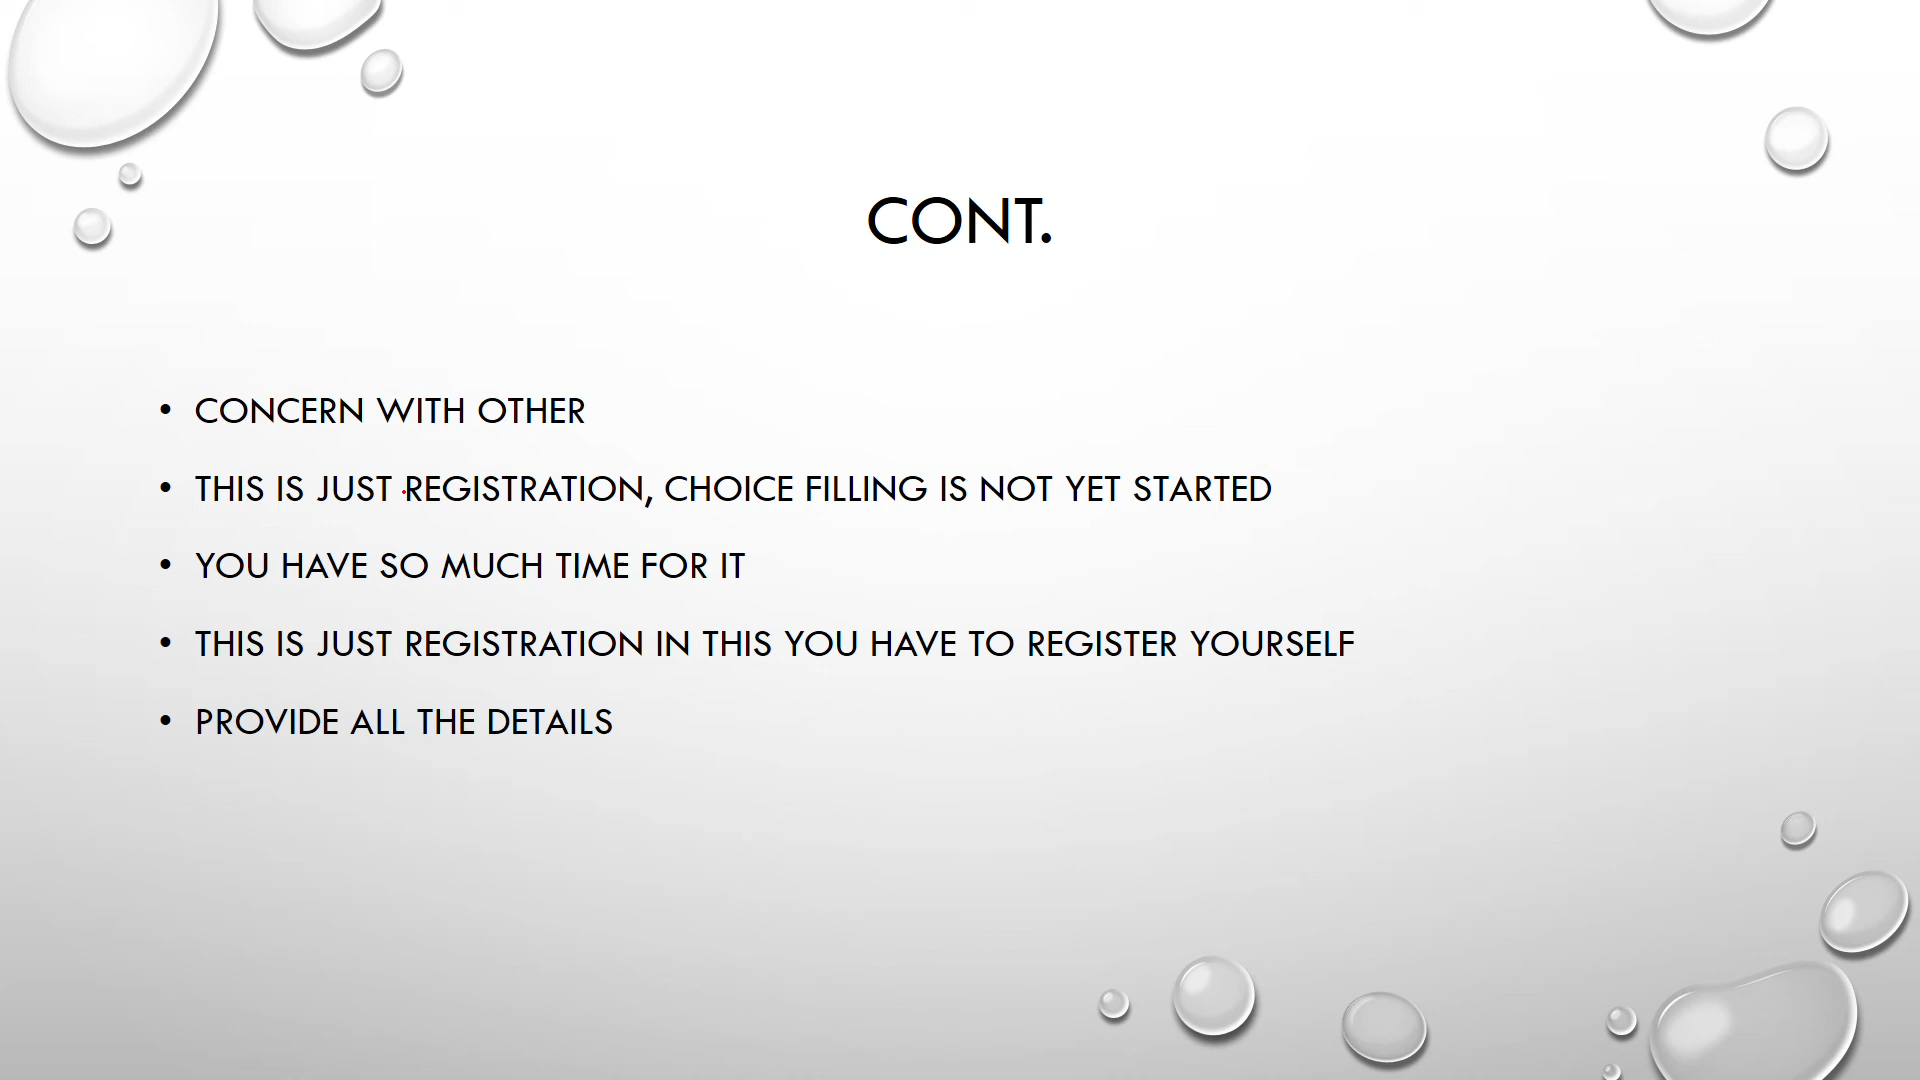 CONT.
• CONCERN WITH OTHER
• THIS IS JUST REGISTRATION, CHOICE FILLING IS NOT YET STARTED
• YOU HAVE SO MUCH TIME FOR IT
• THIS IS JUST REGISTRATION IN THIS YOU HAVE TO REGISTER YOURSELF
• PROVIDE ALL THE DETAILS